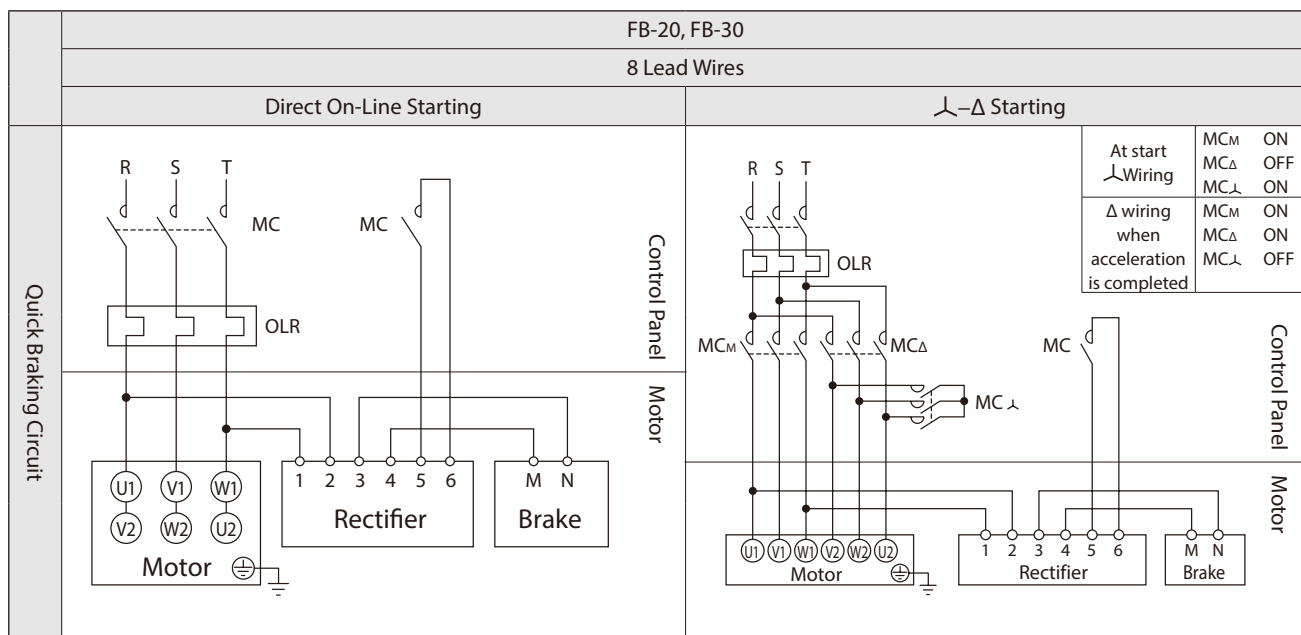 FB-20, FB-30
8 Lead Wires
Direct On-Line Starting
⅄–Δ Starting
Quick Braking Circuit
R S T
MC
MC
OLR
Control Panel
Motor
U1 V1 W1
V2 W2 U2
Motor
1 2 3 4 5 6
Rectifier
M N
Brake
At start
⅄Wiring
MCM ON
MCΔ OFF
MC⅄ ON
Δ wiring
when
acceleration
is completed
MCM ON
MCΔ ON
MC⅄ OFF
R S T
OLR
MCM
MCΔ
MC
MC⅄
Control Panel
Motor
U1 V1 W1 V2 W2 U2
Motor
1 2 3 4 5 6
Rectifier
M N
Brake